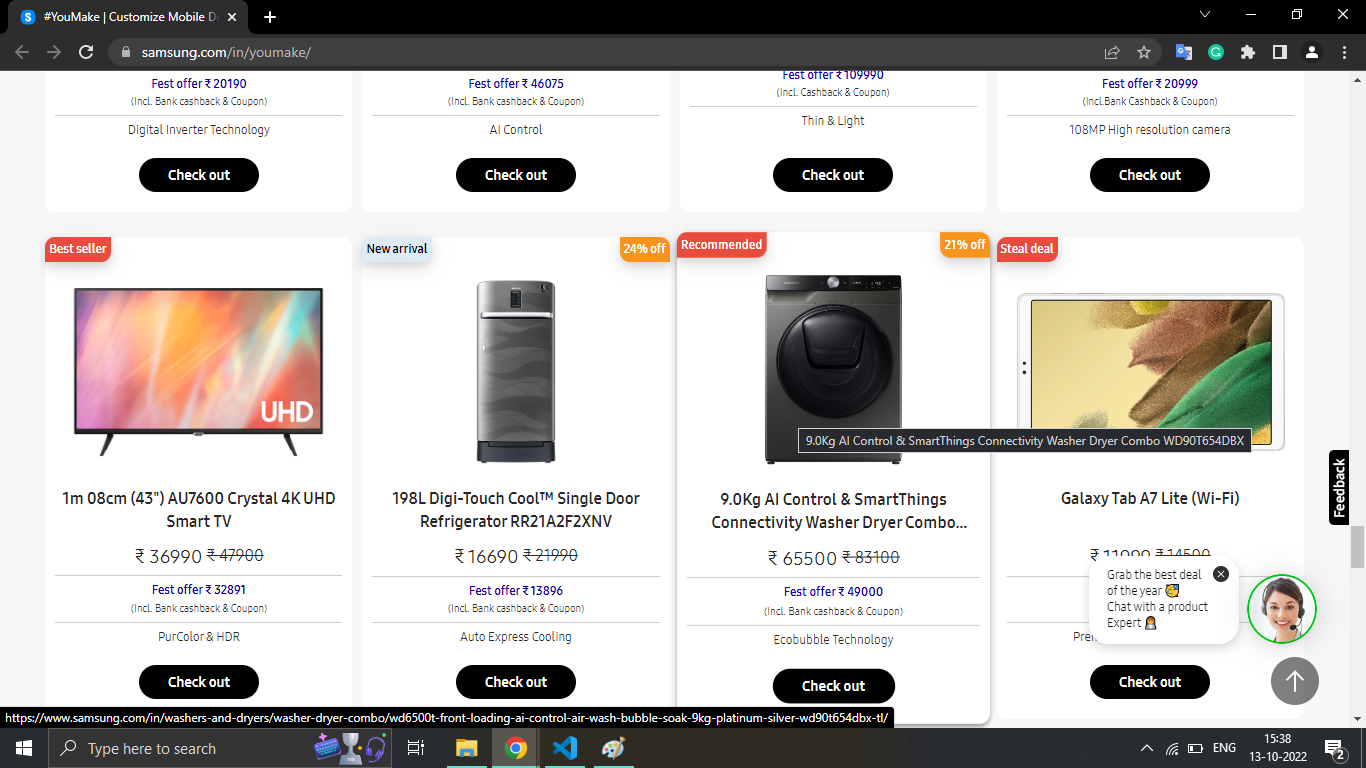 #YouMake | Customize Mobile D
samsung.com/in/youmake/
Fest offer ₹ 20190
(Incl. Bank cashback & Coupon)
Digital Inverter Technology
Check out
Fest offer ₹ 46075
(Incl. Bank cashback & Coupon)
AI Control
Check out
Fest offer ₹ 109990
(Incl. Cashback & Coupon)
Thin & Light
Check out
Fest offer ₹ 20999
(Incl.Bank Cashback & Coupon)
108MP High resolution camera
Check out
Best seller
UHD
1m 08cm (43") AU7600 Crystal 4K UHD
Smart TV
₹ 36990 ₹ 47900
Fest offer ₹ 32891
(Incl. Bank cashback & Coupon)
PurColor & HDR
Check out
New arrival
24% off
198L Digi-Touch Cool™ Single Door
Refrigerator RR21A2F2XNV
₹ 16690 ₹ 21990
Fest offer ₹ 13896
(Incl. Bank cashback & Coupon)
Auto Express Cooling
Check out
Recommended
21% off
9.0Kg AI Control & SmartThings Connectivity Washer Dryer Combo WD90T654DBX
9.0Kg AI Control & SmartThings
Connectivity Washer Dryer Combo...
₹ 65500 ₹ 83100
Fest offer ₹ 49000
(Incl. Bank cashback & Coupon)
Ecobubble Technology
Check out
Steal deal
Galaxy Tab A7 Lite (Wi-Fi)
₹ 11999 ₹ 14500
Check out
Grab the best deal
of the year 🥳
Chat with a product
Expert 👩
Feedback
https://www.samsung.com/in/washers-and-dryers/washer-dryer-combo/wd6500t-front-loading-ai-control-air-wash-bubble-soak-9kg-platinum-silver-wd90t654dbx-tl/
Type here to search
ENG
15:38
13-10-2022
2